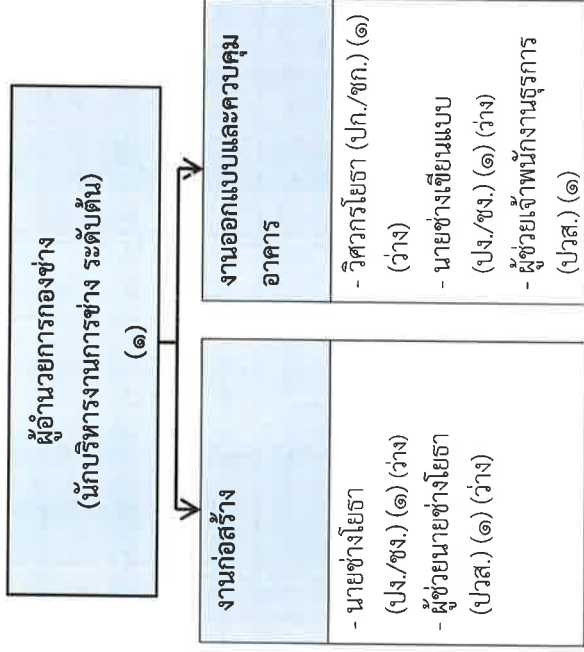 ผู้อำนวยการกองช่าง
(นักบริหารงานการช่าง ระดับต้น)
(๑)
งานก่อสร้าง
- นายช่างโยธา
(ปง./ชง.) (๑) (ว่าง)
- ผู้ช่วยนายช่างโยธา
(ปวส.) (๑) (ว่าง)
งานออกแบบและควบคุม
อาคาร
- วิศวกรโยธา (ปก./ชก.) (๑)
(ว่าง)
- นายช่างเขียนแบบ
(ปง./ชง.) (๑) (ว่าง)
- ผู้ช่วยเจ้าพนักงานธุรการ
(ปวส.) (๑)